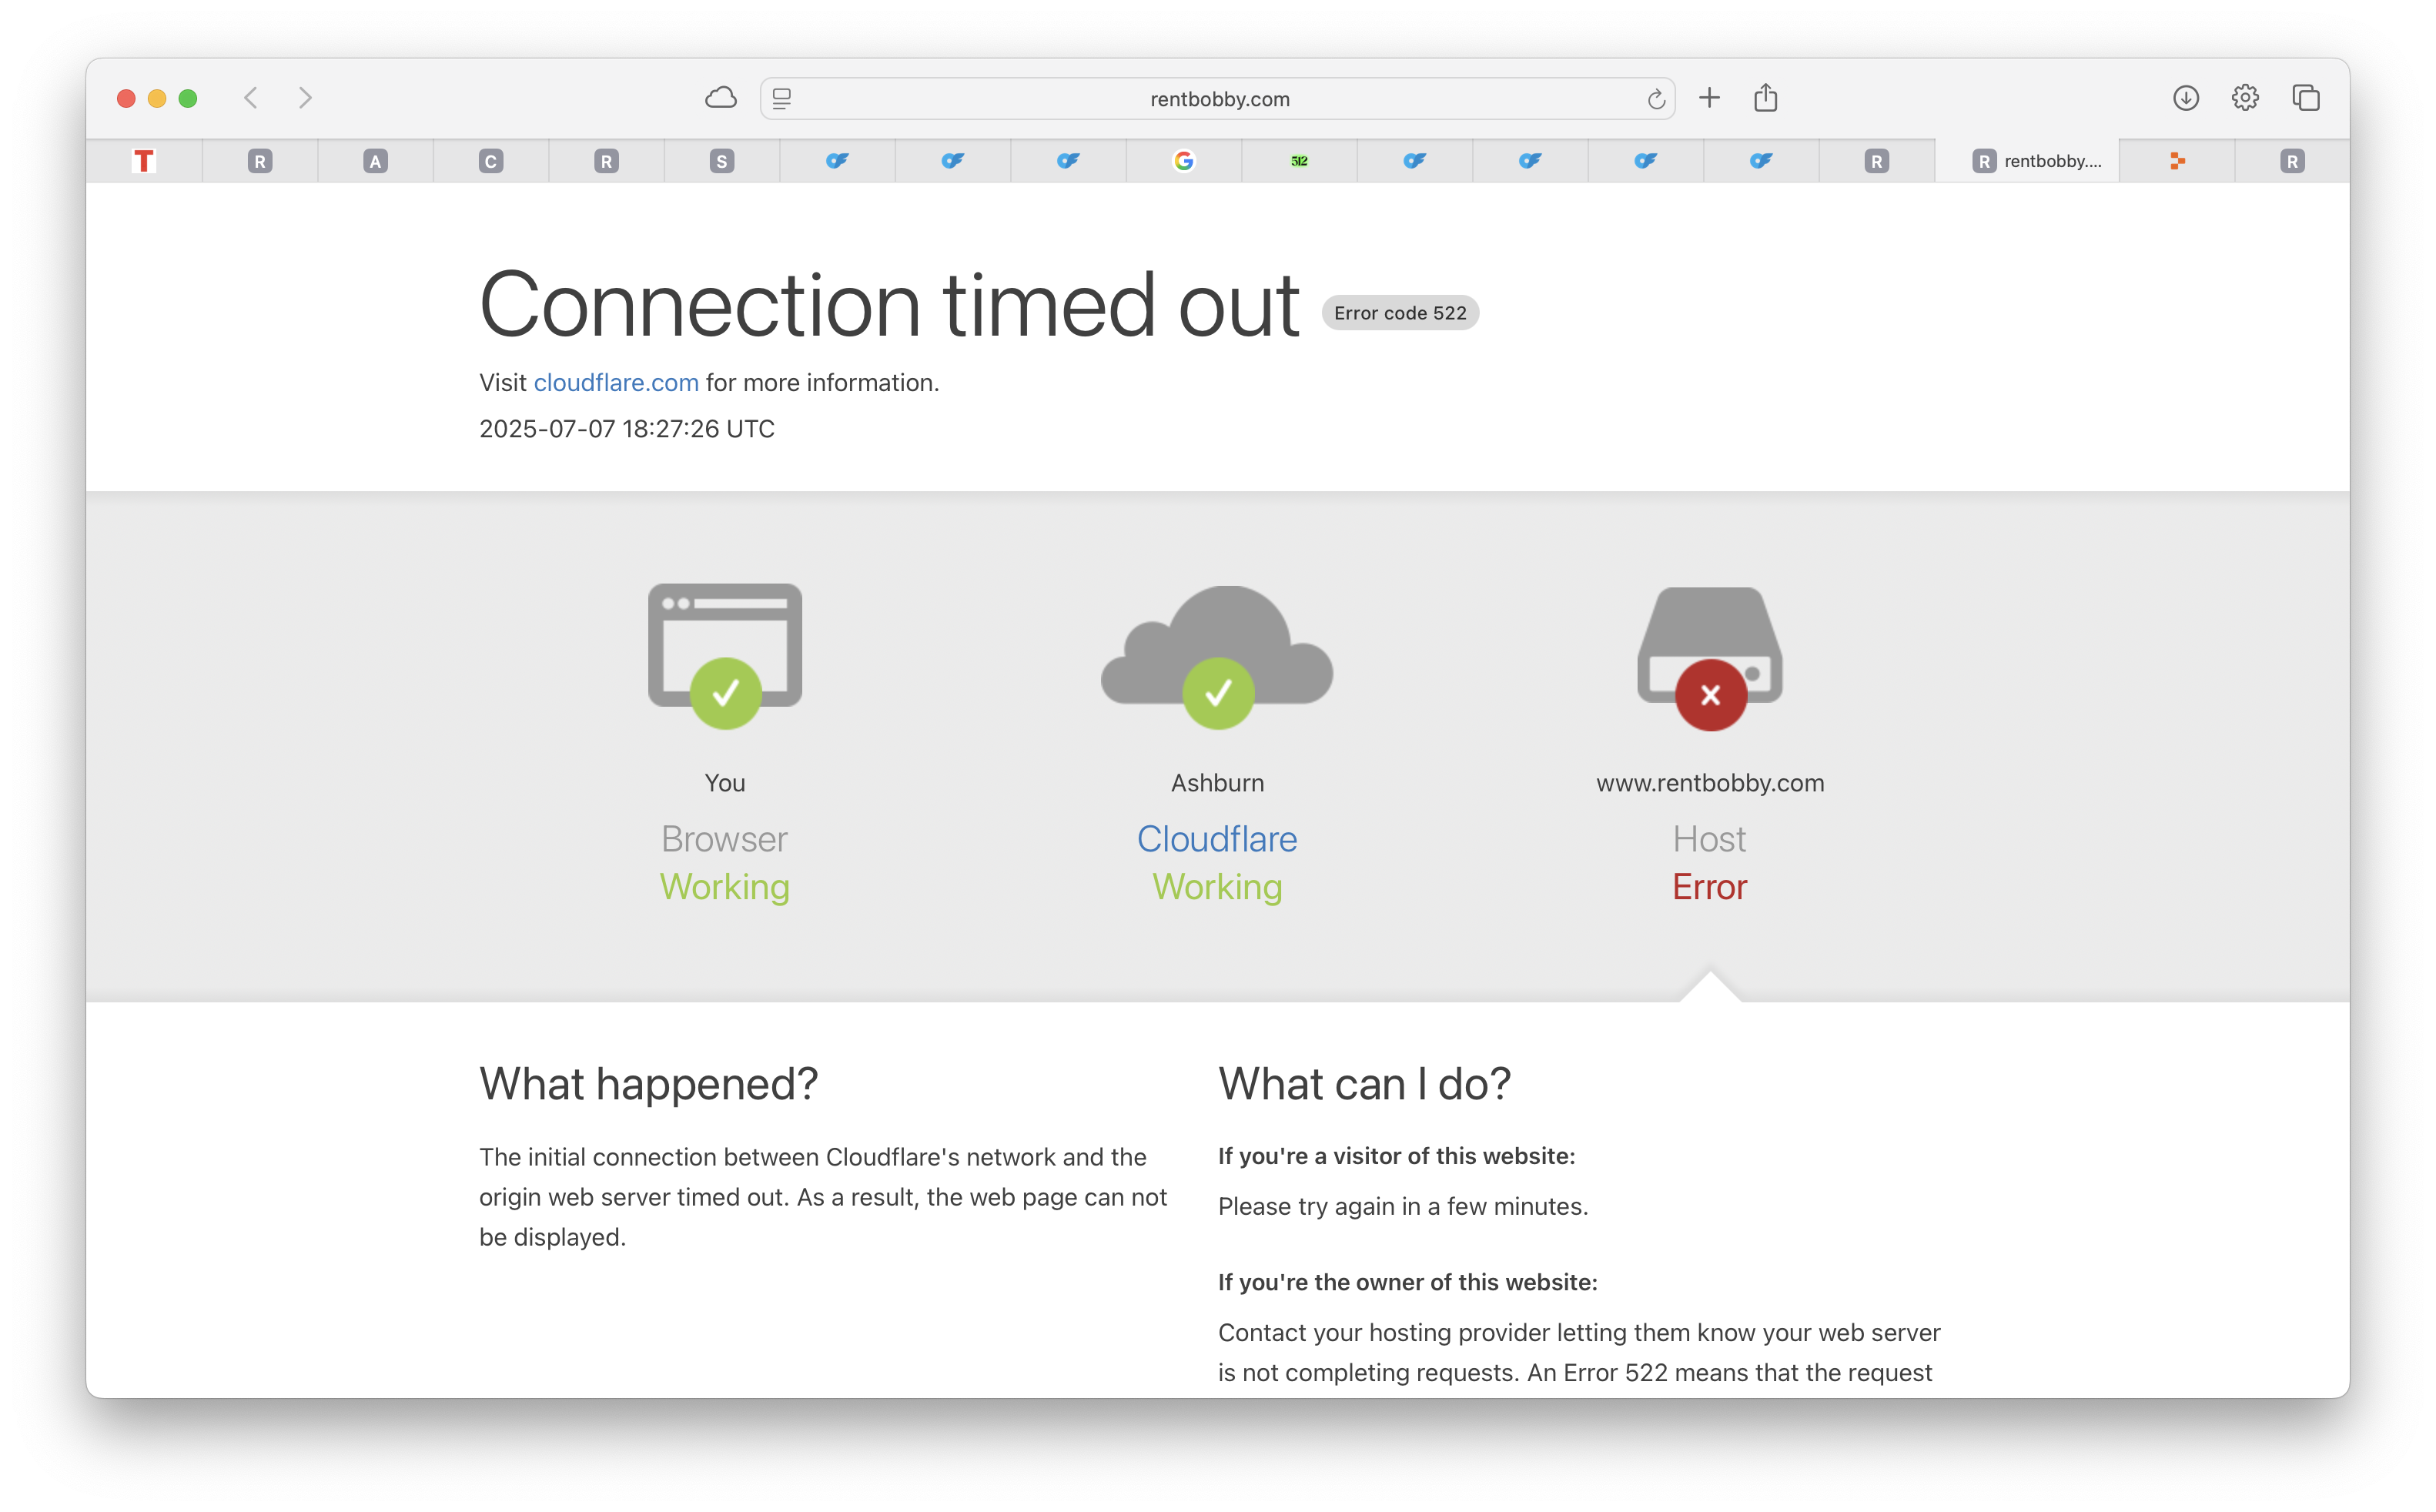 rentbobby.com
T
R
A
C
R
S
G
512
R
R rentbobby....
R
Connection timed out Error code 522
Visit cloudflare.com for more information.
2025-07-07 18:27:26 UTC
You
Browser
Working
Ashburn
Cloudflare
Working
www.rentbobby.com
Host
Error
What happened?
The initial connection between Cloudflare's network and the
origin web server timed out. As a result, the web page can not
be displayed.
What can I do?
If you're a visitor of this website:
Please try again in a few minutes.
If you're the owner of this website:
Contact your hosting provider letting them know your web server
is not completing requests. An Error 522 means that the request